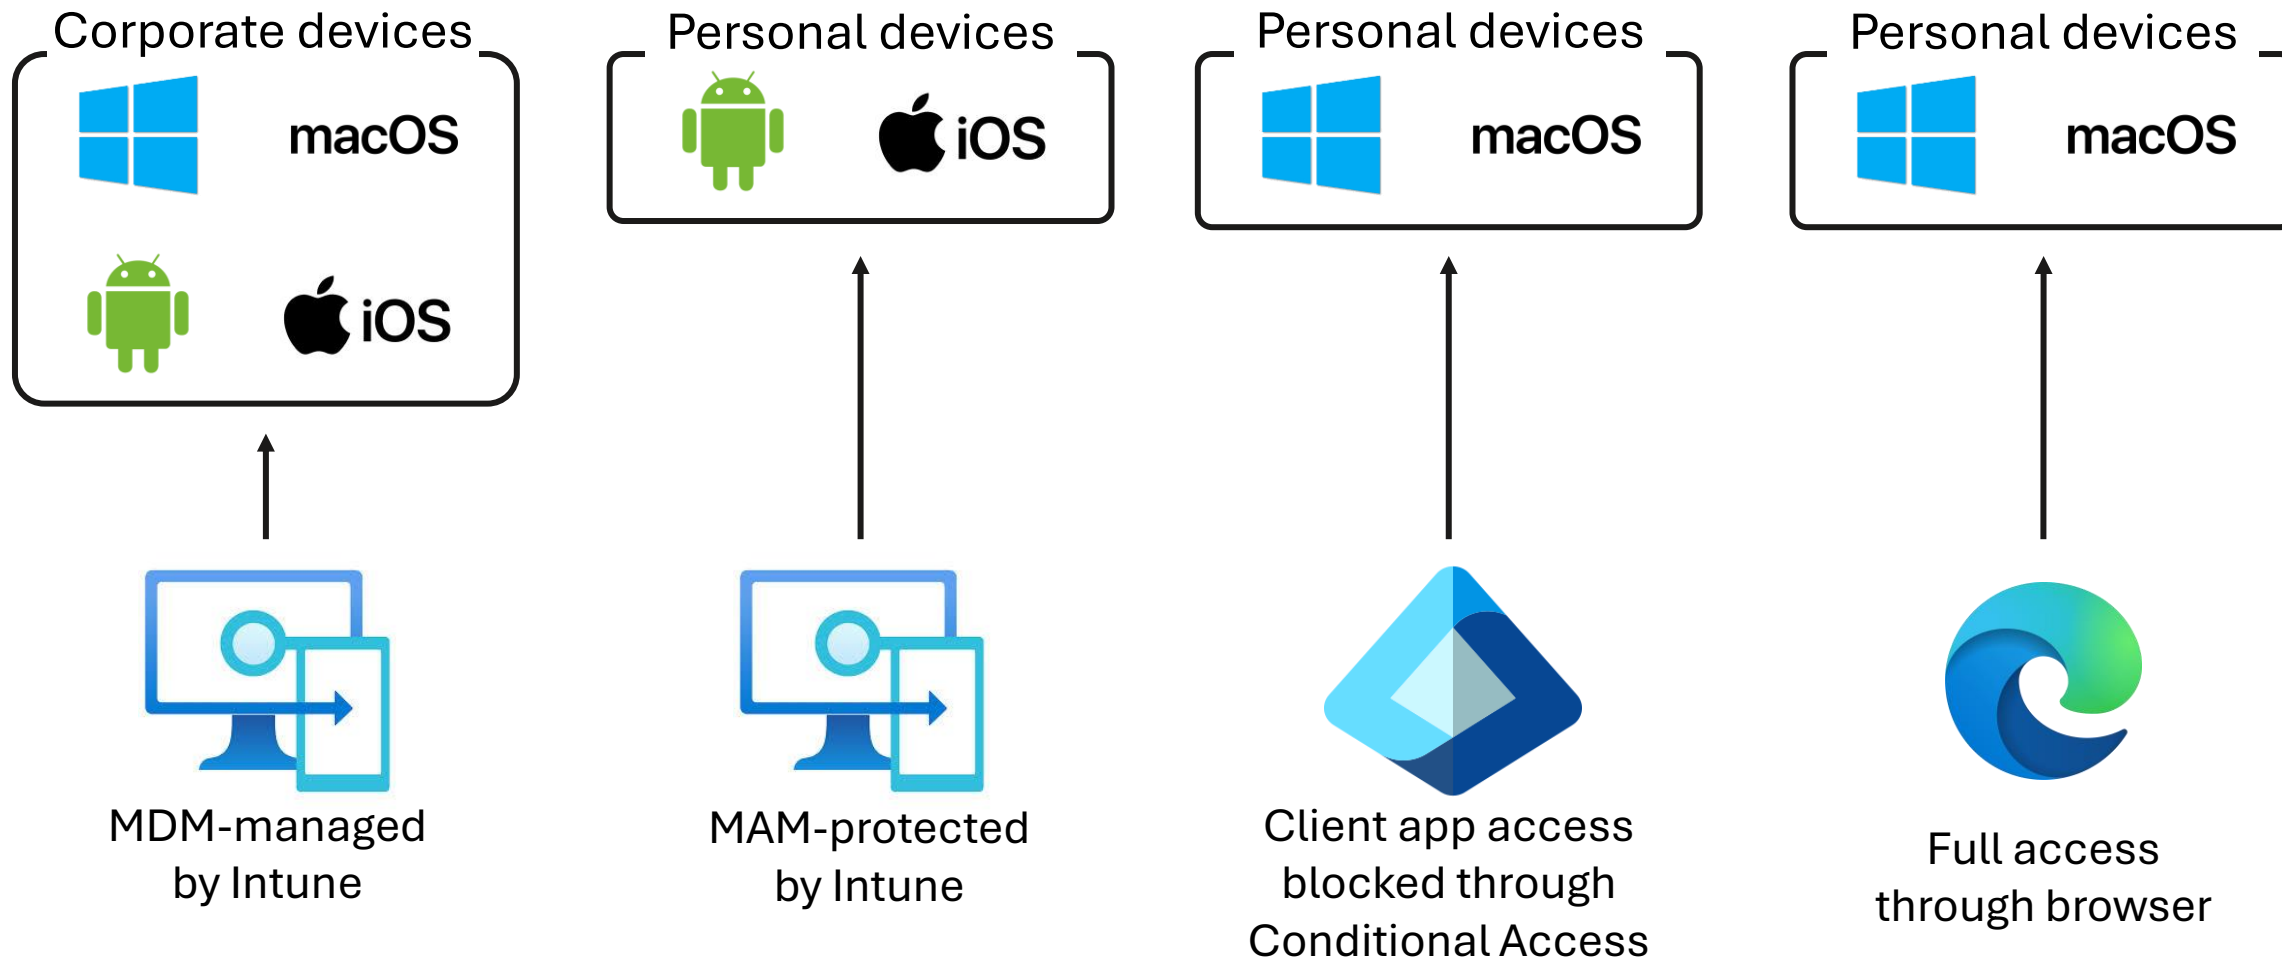 Corporate devices
Personal devices
Personal devices
Personal devices
macOS
iOS
macOS
macOS
iOS
MDM-managed
by Intune
MAM-protected
by Intune
Client app access
blocked through
Conditional Access
Full access
through browser